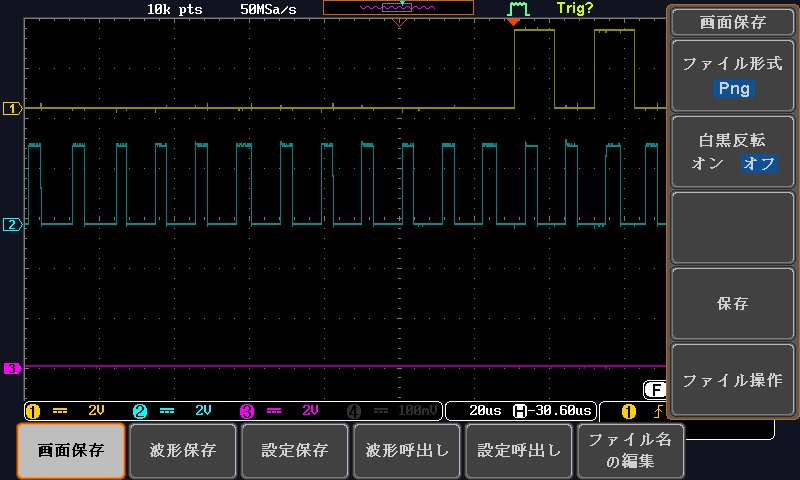 10k pts 50MSa/s Trig?
画面保存
ファイル形式
Png
白黒反転
オン オフ
保存
ファイル操作
1
2
3
F
1 2V 2 2V 3 2V 4 100mV 20us H -30.60us 1
画面保存 波形保存 設定保存 波形呼出し 設定呼出し ファイル名
の編集